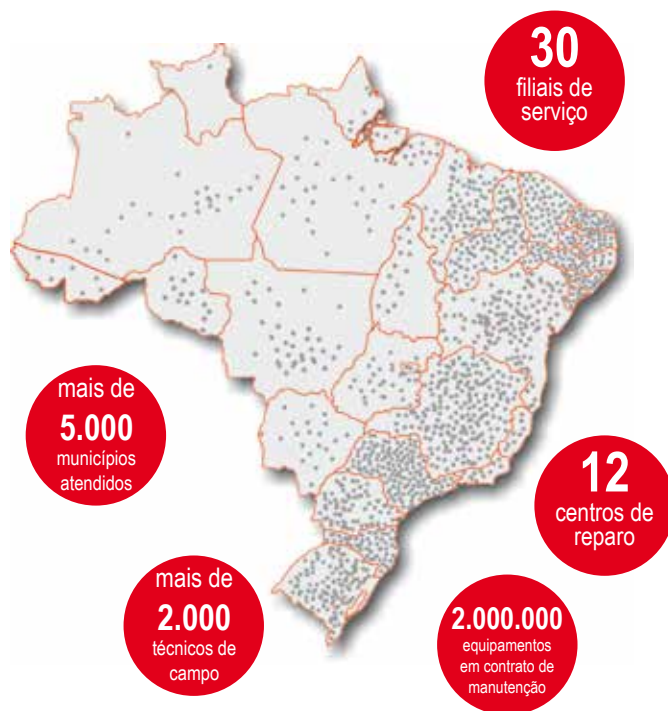 30
filiais de
serviço
mais de
5.000
municípios
atendidos
12
centros de
reparo
mais de
2.000
técnicos de
campo
2.000.000
equipamentos
em contrato de
manutenção